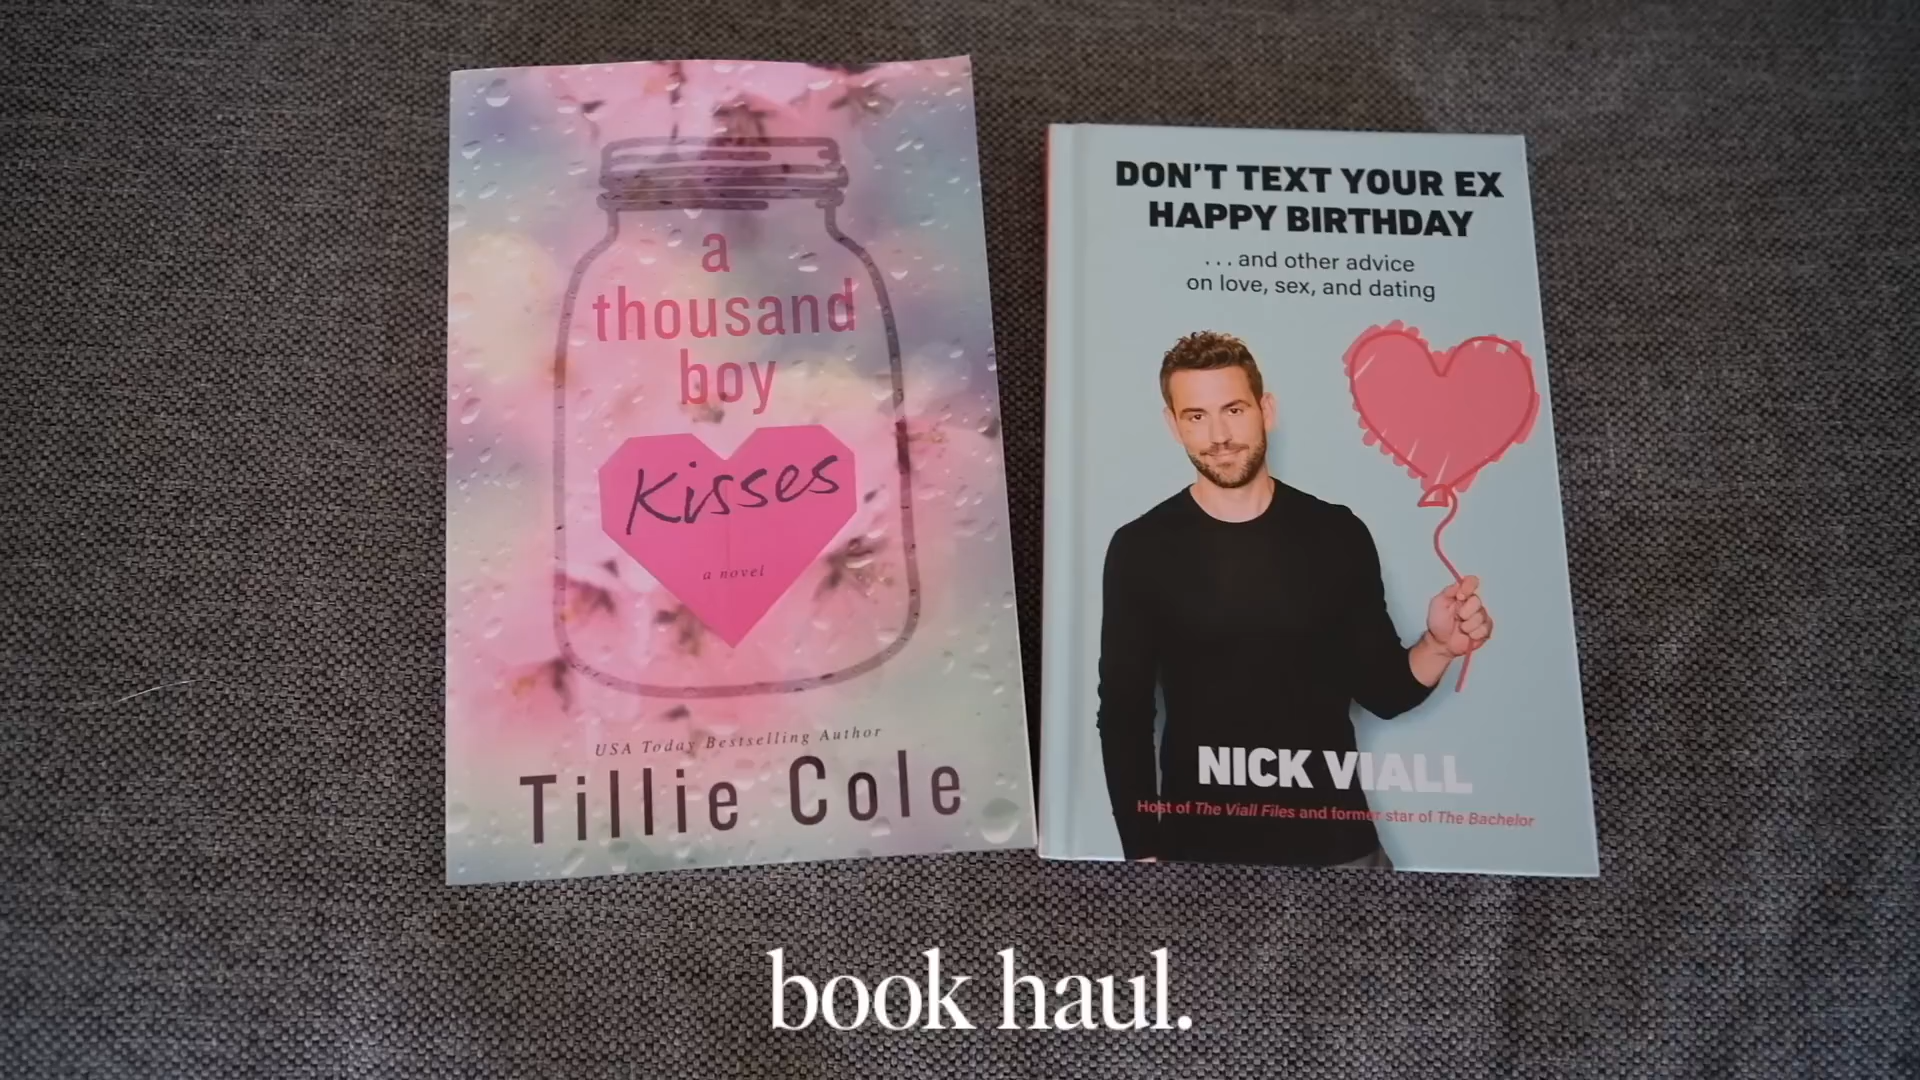 a
thousand
boy
Kisses
a novel
USA Today Bestselling Author
Tillie Cole
DON'T TEXT YOUR EX
HAPPY BIRTHDAY
...and other advice
on love, sex, and dating
NICK VIALL
Host of The Viall Files and former star of The Bachelor
book haul.